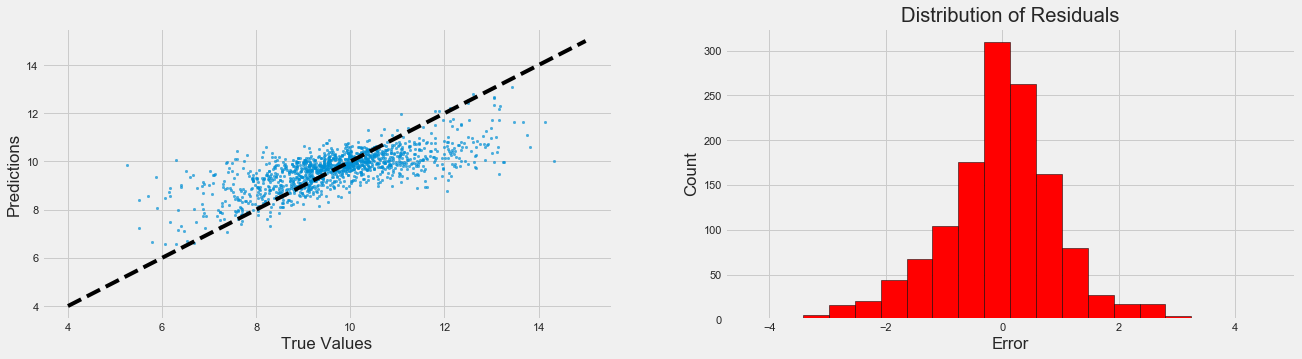 Predictions
14
12
10
8
6
4
4 6 8 10 12 14
True Values
Distribution of Residuals
Count
300
250
200
150
100
50
0
−4 −2 0 2 4
Error